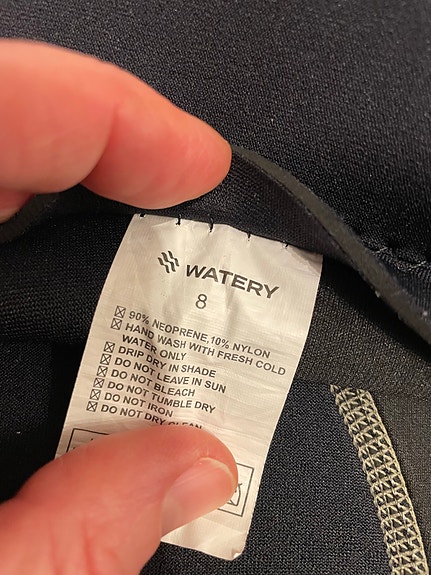 WATERY
8
☒ 90% NEOPRENE,10% NYLON
☒ HAND WASH WITH FRESH COLD
WATER ONLY
☒ DRIP DRY IN SHADE
☒ DO NOT LEAVE IN SUN
☒ DO NOT BLEACH
☒ DO NOT TUMBLE DRY
☒ DO NOT IRON
☒ DO NOT DRY CLEAN